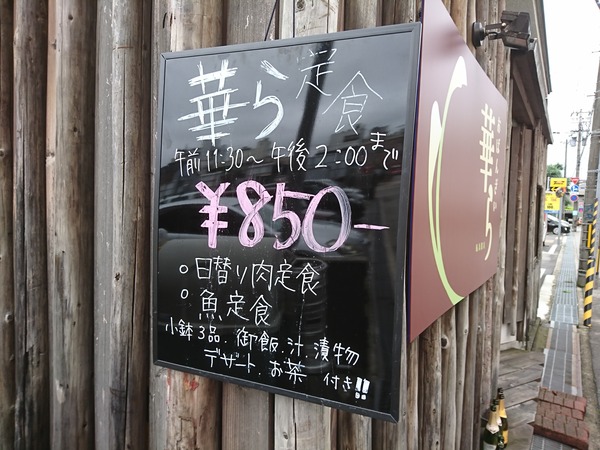 華ら定食
午前11:30〜午後2:00まで
¥850-
○日替り肉定食
○魚定食
小鉢3品.御飯.汁.漬物
デザート.お茶 付き!!
華ら